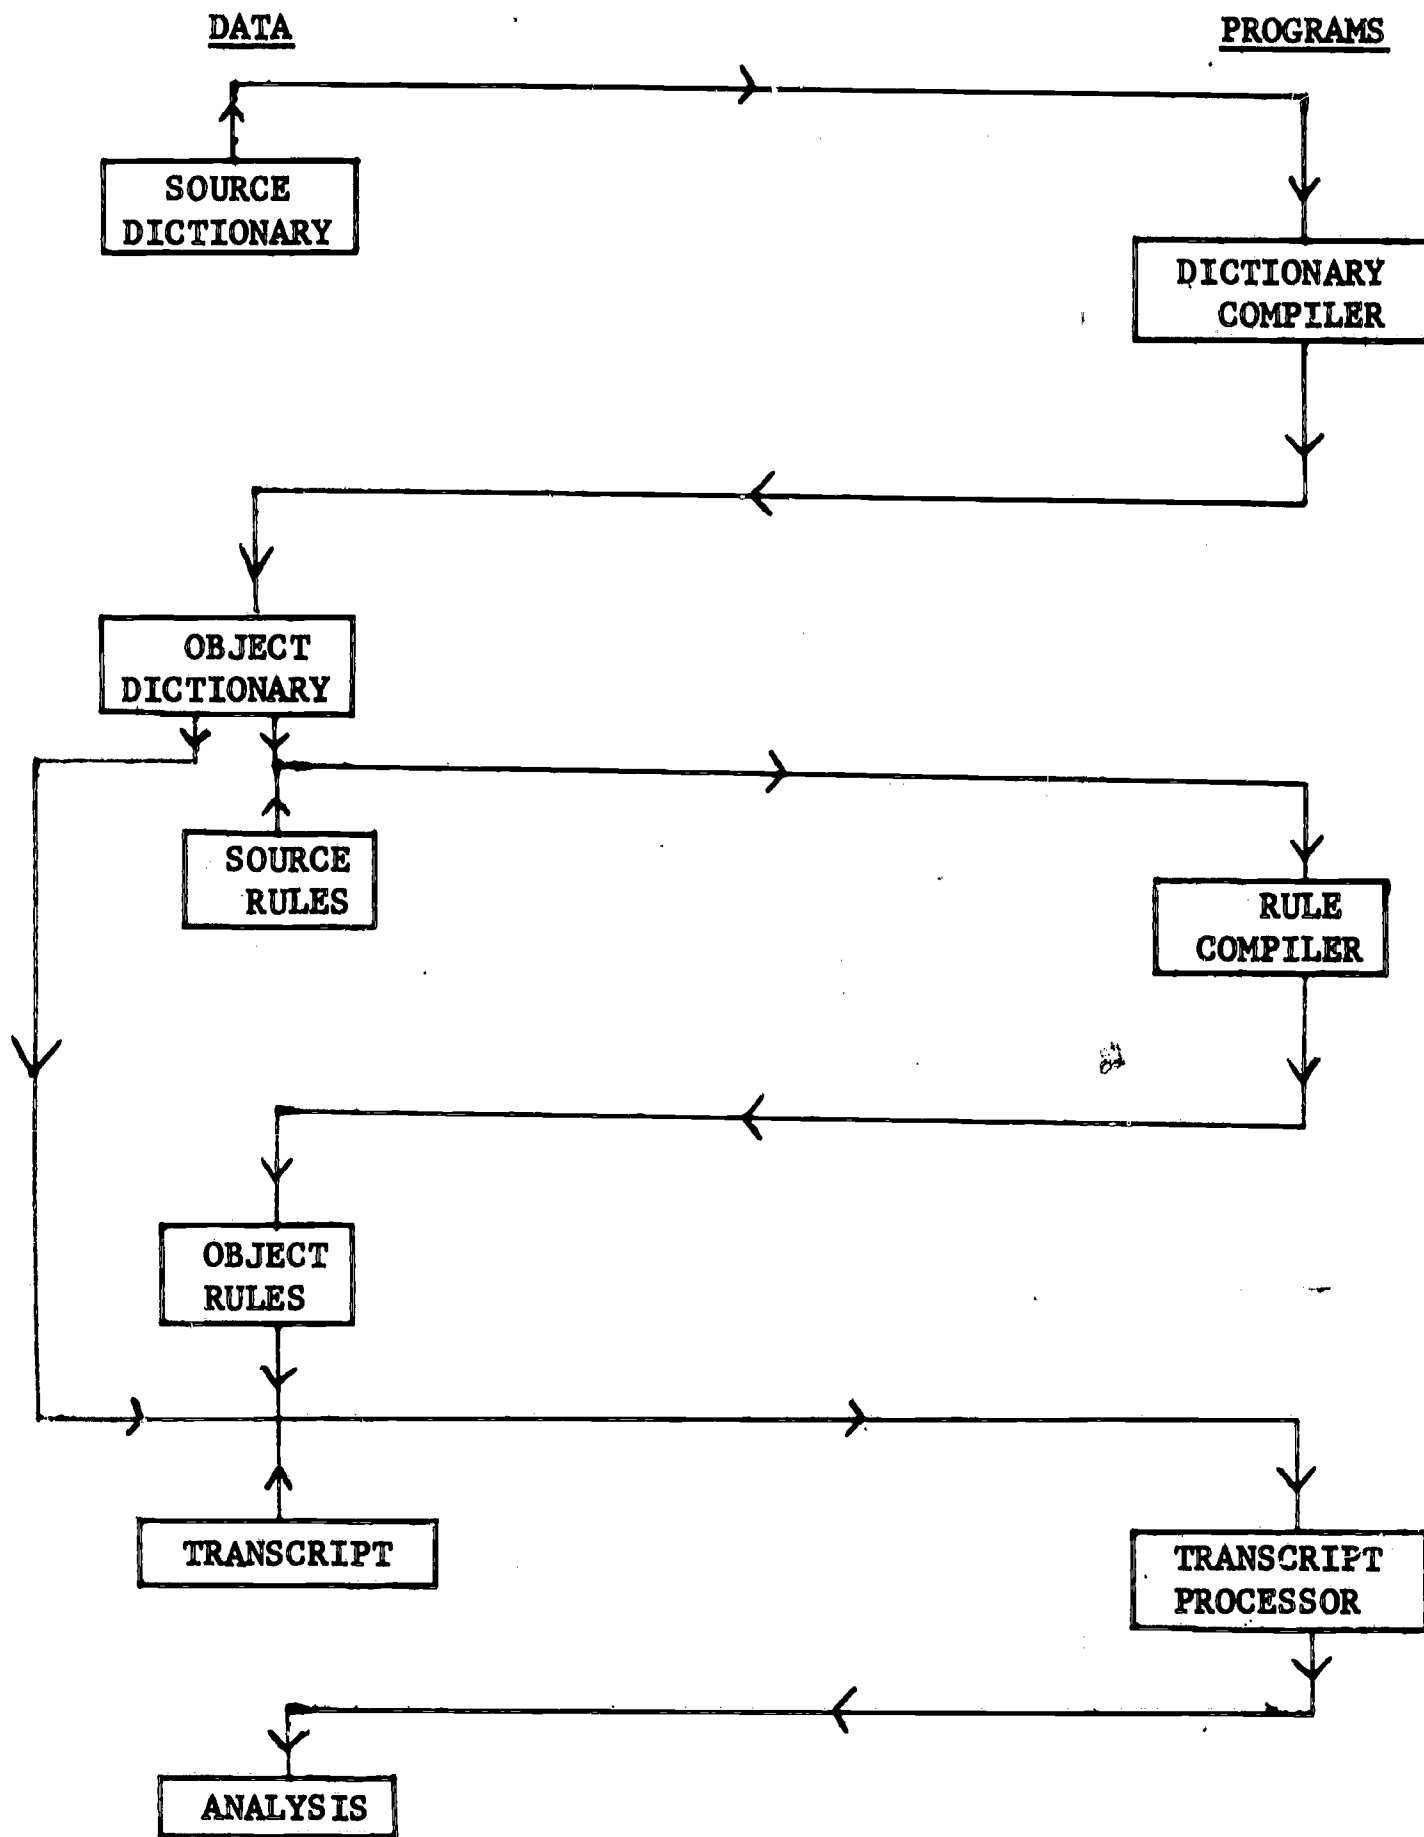 DATA
PROGRAMS
SOURCE
DICTIONARY
DICTIONARY
COMPILER
OBJECT
DICTIONARY
SOURCE
RULES
RULE
COMPILER
OBJECT
RULES
TRANSCRIPT
TRANSCRIPT
PROCESSOR
ANALYSIS